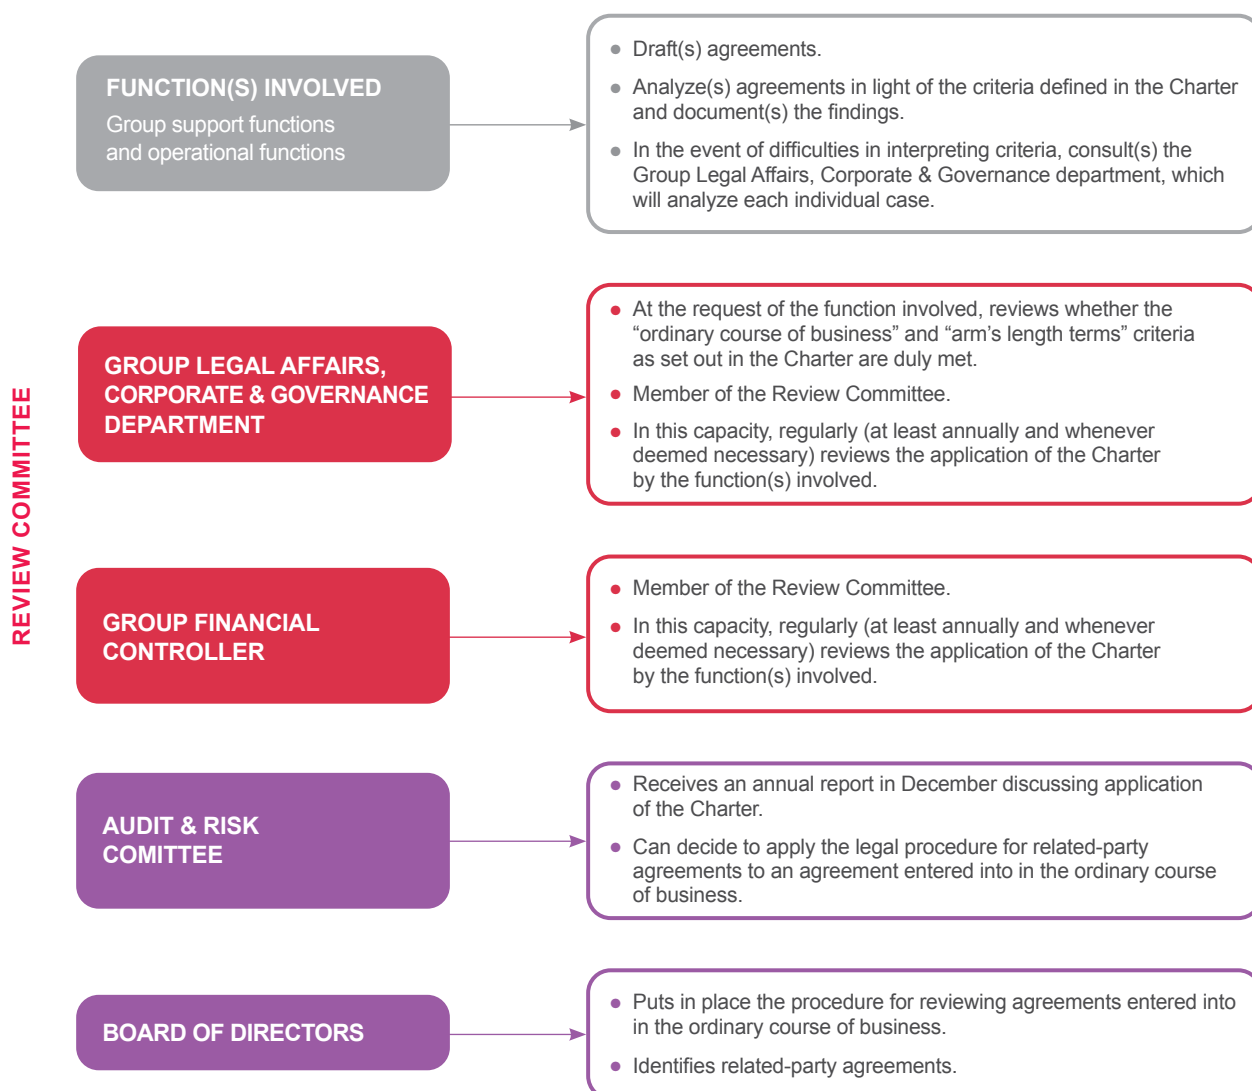 FUNCTION(S) INVOLVED
Group support functions
and operational functions
• Draft(s) agreements.
• Analyze(s) agreements in light of the criteria defined in the Charter
and document(s) the findings.
• In the event of difficulties in interpreting criteria, consult(s) the
Group Legal Affairs, Corporate & Governance department, which
will analyze each individual case.
REVIEW COMMITTEE
GROUP LEGAL AFFAIRS,
CORPORATE & GOVERNANCE
DEPARTMENT
• At the request of the function involved, reviews whether the
“ordinary course of business” and “arm’s length terms” criteria
as set out in the Charter are duly met.
• Member of the Review Committee.
• In this capacity, regularly (at least annually and whenever
deemed necessary) reviews the application of the Charter
by the function(s) involved.
GROUP FINANCIAL
CONTROLLER
• Member of the Review Committee.
• In this capacity, regularly (at least annually and whenever
deemed necessary) reviews the application of the Charter
by the function(s) involved.
AUDIT & RISK
COMITTEE
• Receives an annual report in December discussing application
of the Charter.
• Can decide to apply the legal procedure for related-party
agreements to an agreement entered into in the ordinary course
of business.
BOARD OF DIRECTORS
• Puts in place the procedure for reviewing agreements entered into
in the ordinary course of business.
• Identifies related-party agreements.